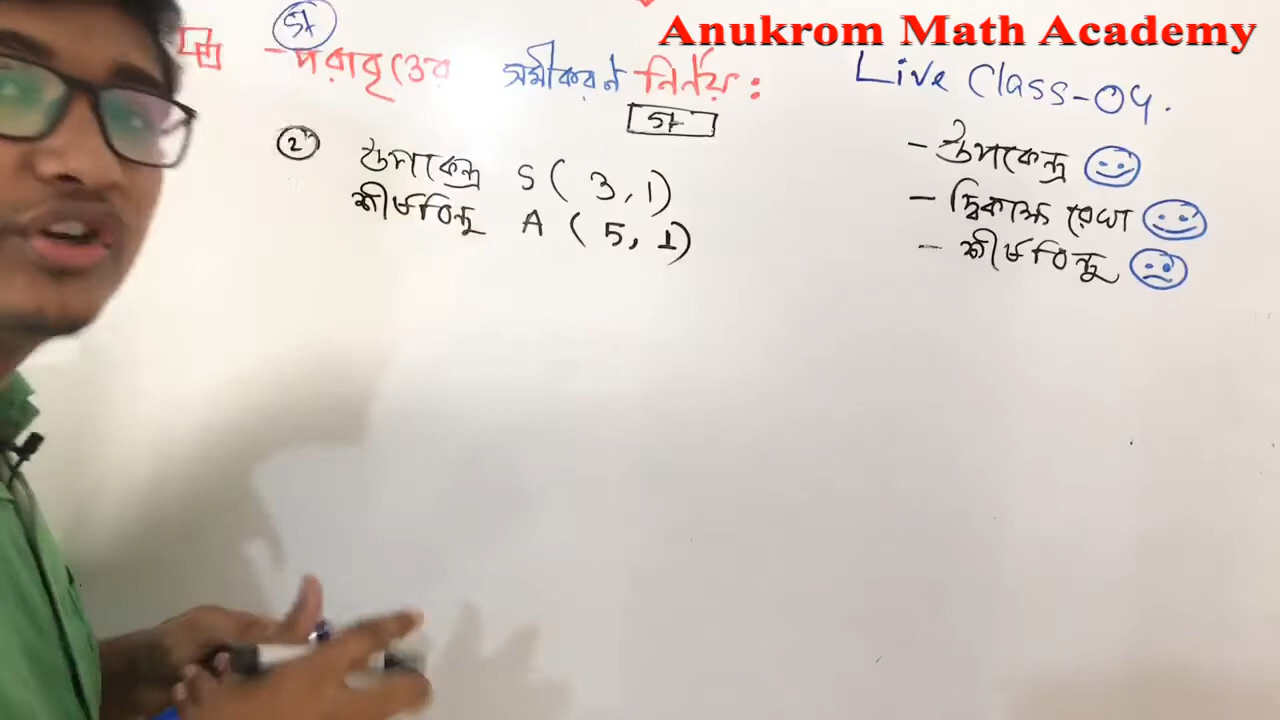 Anukrom Math Academy
পরাবৃত্তের সমীকরণ নির্ণয় :
Live Class-04.
2 উপকেন্দ্র S(3,1)
শীর্ষবিন্দু A(5,1)
- উপকেন্দ্র
- দ্বিকাক্ষ রেখা
- শীর্ষবিন্দু